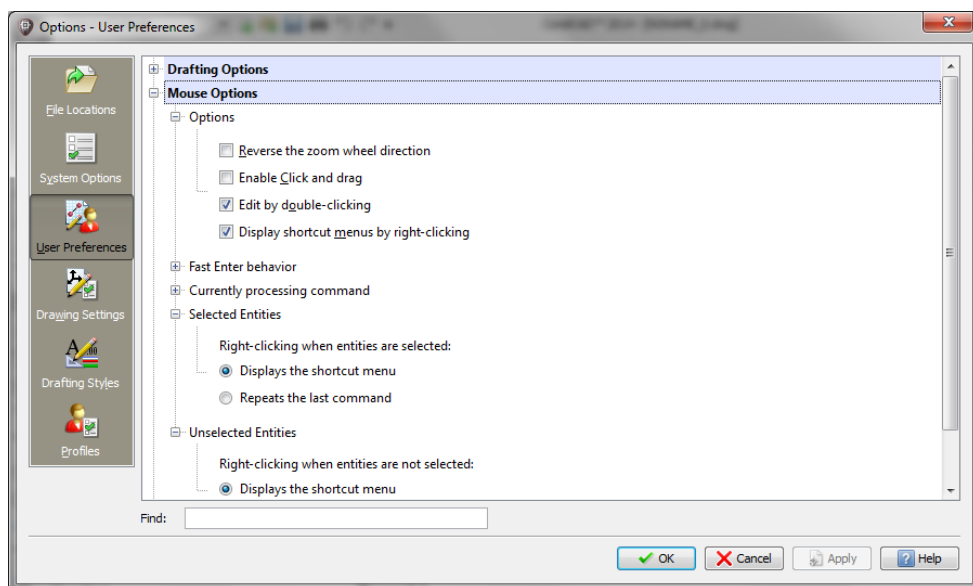 Options - User Preferences
File Locations
System Options
User Preferences
Drawing Settings
Drafting Styles
Profiles
Drafting Options
Mouse Options
Options
Reverse the zoom wheel direction
Enable Click and drag
Edit by double-clicking
Display shortcut menus by right-clicking
Fast Enter behavior
Currently processing command
Selected Entities
Right-clicking when entities are selected:
Displays the shortcut menu
Repeats the last command
Unselected Entities
Right-clicking when entities are not selected:
Displays the shortcut menu
Find:
OK Cancel Apply Help